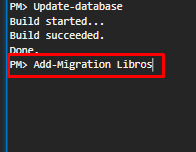 PM> Update-database
Build started...
Build succeeded.
Done.
PM> Add-Migration Libros